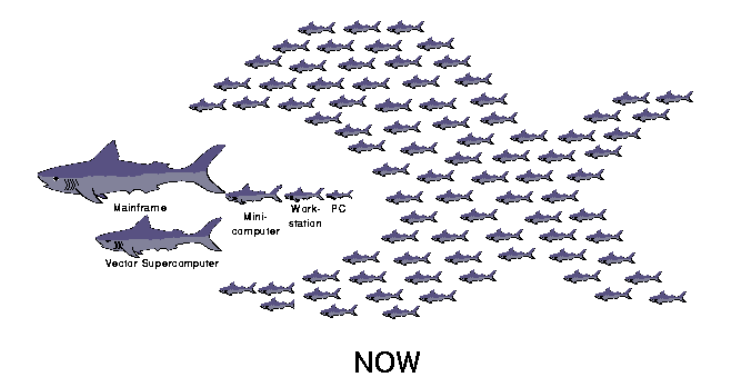 Mainframe
Mini-
computer
Work-
station
PC
Vector Supercomputer
NOW